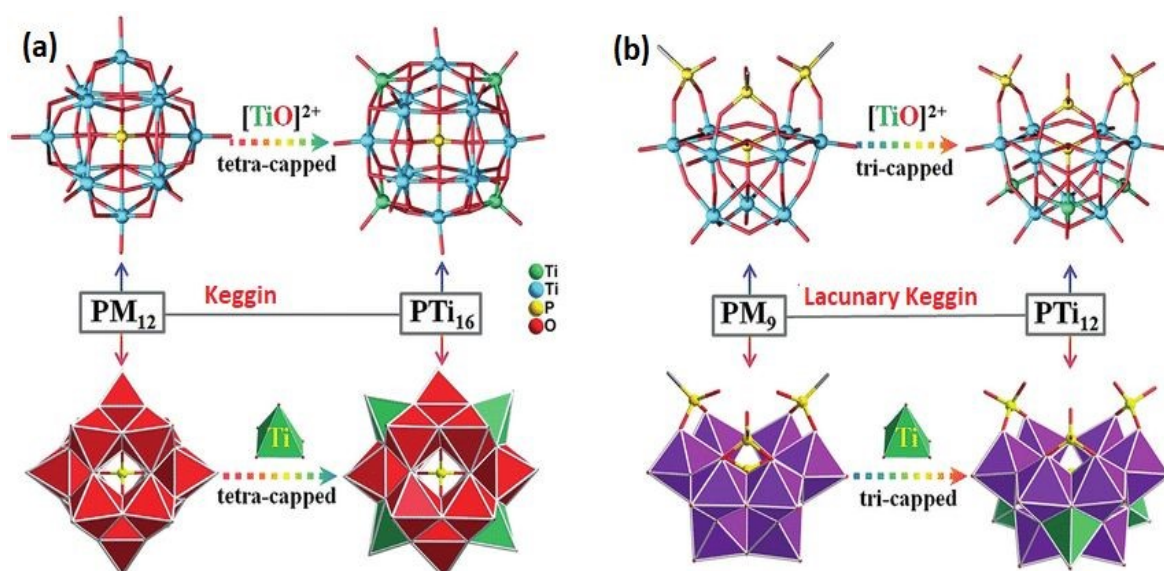 (a)
[TiO]²⁺
tetra-capped
PM₁₂
Keggin
PTi₁₆
Ti
Ti
P
O
Ti
tetra-capped
(b)
[TiO]²⁺
tri-capped
PM₉
Lacunary Keggin
PTi₁₂
Ti
tri-capped